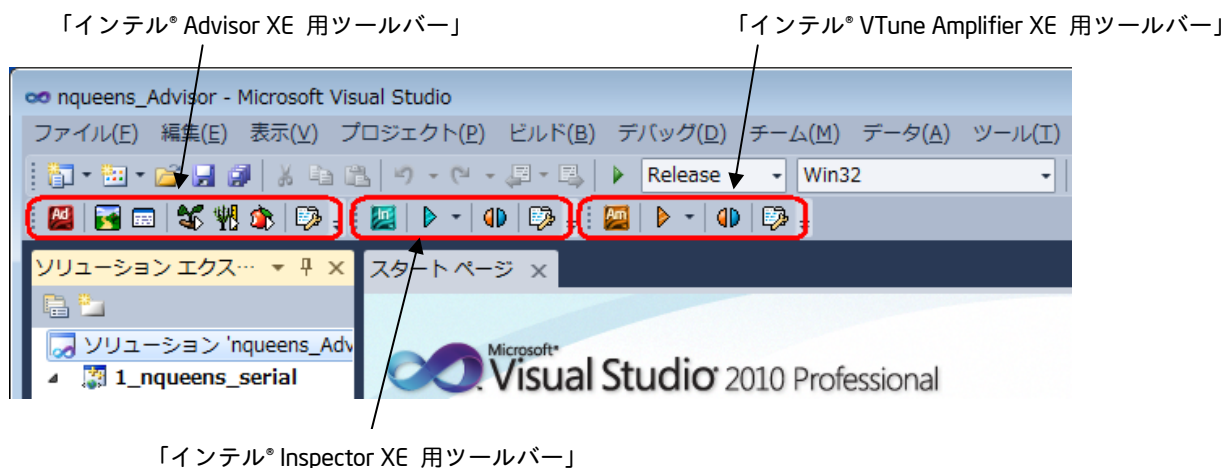 「インテル® Advisor XE 用ツールバー」
「インテル® VTune Amplifier XE 用ツールバー」
nqueens_Advisor - Microsoft Visual Studio
ファイル(F) 編集(E) 表示(V) プロジェクト(P) ビルド(B) デバッグ(D) チーム(M) データ(A) ツール(T)
Release Win32
Ad In Am
ソリューション エクス… スタート ページ
ソリューション 'nqueens_Adv
1_nqueens_serial
Microsoft®
Visual Studio 2010 Professional
「インテル® Inspector XE 用ツールバー」